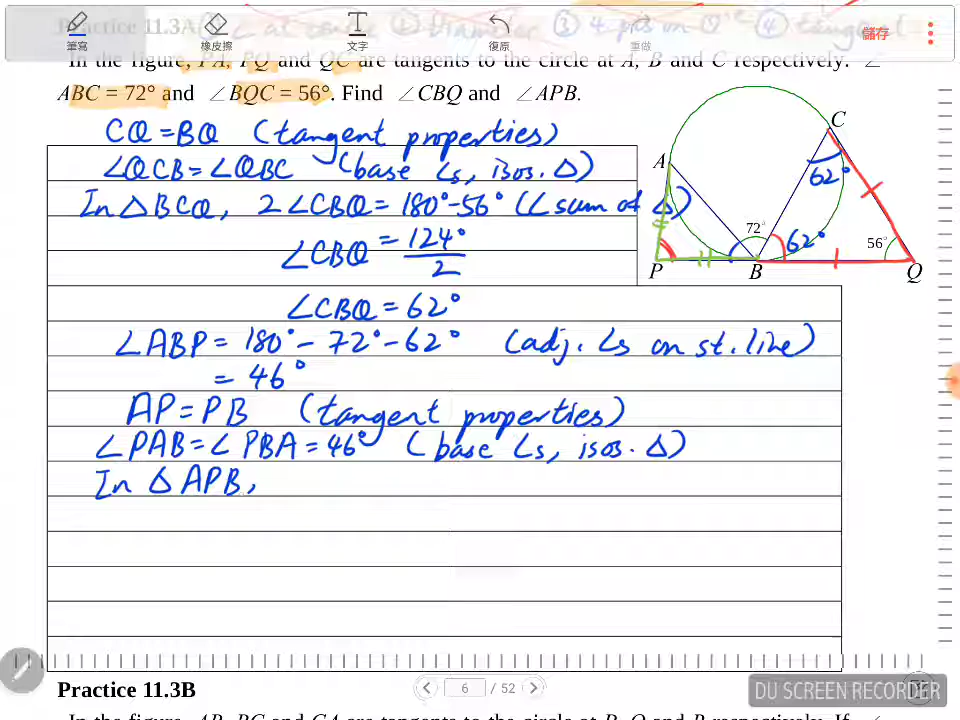 筆寫 橡皮擦 文字 復原 重做 儲存
Practice 11.3A
In the figure, PA, PQ and QC are tangents to the circle at A, B and C respectively. ∠
ABC = 72° and ∠BQC = 56°. Find ∠CBQ and ∠APB.
CQ = BQ (tangent properties)
∠QCB = ∠QBC (base ∠s, isos. Δ)
In Δ BCQ, 2∠CBQ = 180° - 56° (∠ sum of Δ)
∠CBQ = 124°
2
∠CBQ = 62°
∠ABP = 180° - 72° - 62° (adj. ∠s on st. line)
= 46°
AP = PB (tangent properties)
∠PAB = ∠PBA = 46° (base ∠s, isos. Δ)
In Δ APB,
C
A
62°
72°
62°
56°
P
B
Q
6 / 52
DU SCREEN RECORDER
Practice 11.3B